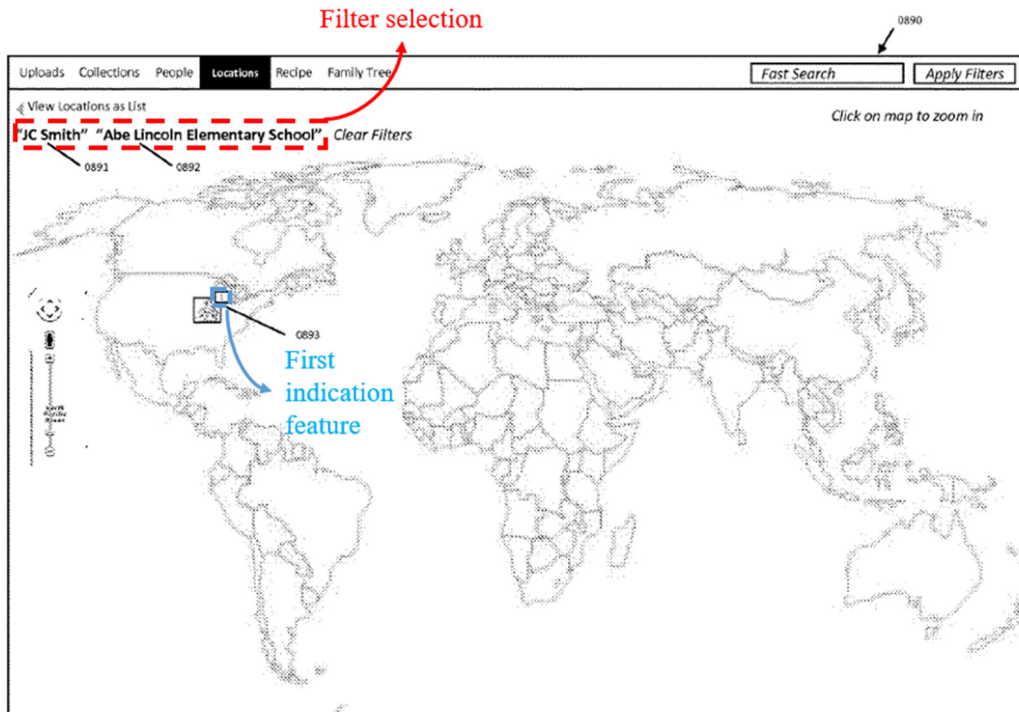 Filter selection
0890
Uploads Collections People Locations Recipe Family Tree Fast Search Apply Filters
View Locations as List
Click on map to zoom in
"JC Smith" "Abe Lincoln Elementary School" Clear Filters
0891 0892
0893
First
indication
feature